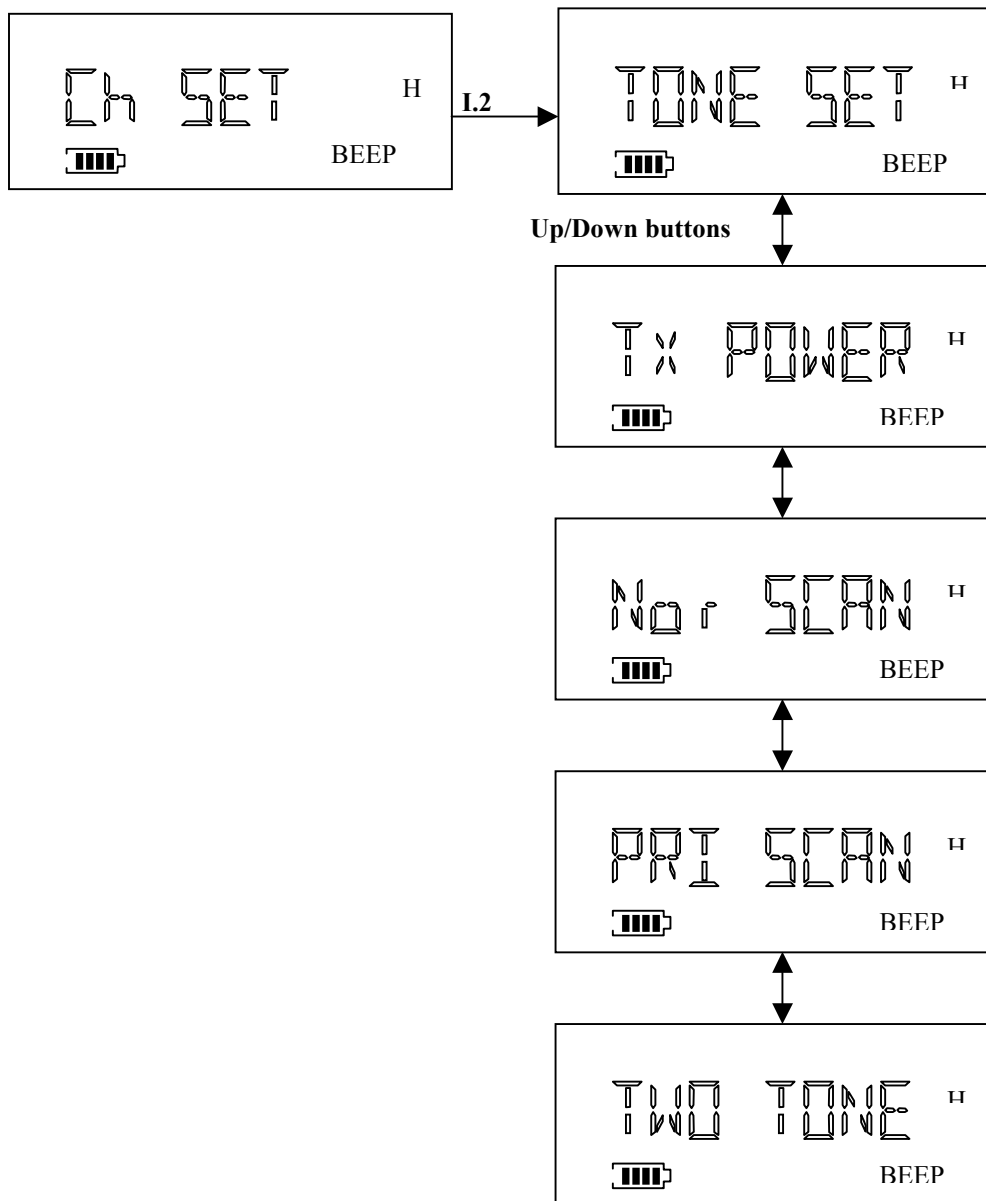 Ch SET
H
BEEP
I.2
TONE SET
H
BEEP
Up/Down buttons
Tx POWER
H
BEEP
Nor SCAN
H
BEEP
PRI SCAN
H
BEEP
TWO TONE
H
BEEP